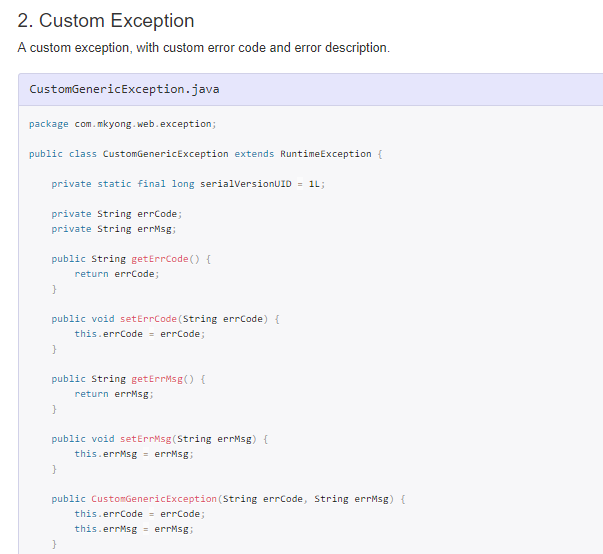 2. Custom Exception
A custom exception, with custom error code and error description.
CustomGenericException.java
package com.mkyong.web.exception;
public class CustomGenericException extends RuntimeException {
private static final long serialVersionUID = 1L;
private String errCode;
private String errMsg;
public String getErrCode() {
return errCode;
}
public void setErrCode(String errCode) {
this.errCode = errCode;
}
public String getErrMsg() {
return errMsg;
}
public void setErrMsg(String errMsg) {
this.errMsg = errMsg;
}
public CustomGenericException(String errCode, String errMsg) {
this.errCode = errCode;
this.errMsg = errMsg;
}